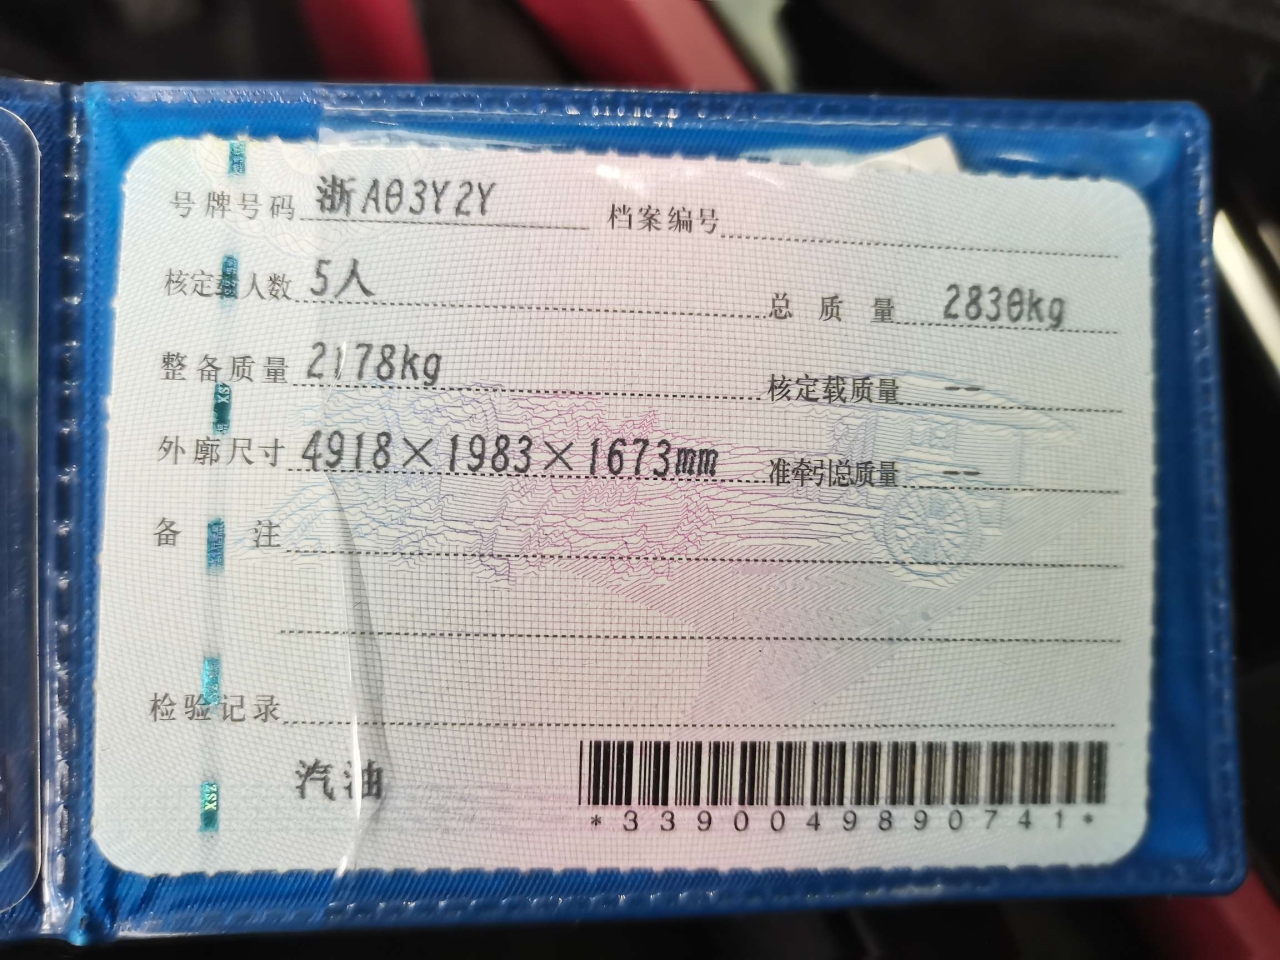 号牌号码 浙A03Y2Y 档案编号
核定载人数 5人 总质量 2830kg
整备质量 2178kg 核定载质量 --
外廓尺寸 4918×1983×1673mm 准牵引总质量 --
备注
检验记录
汽油
*3390049890741*
XSZ